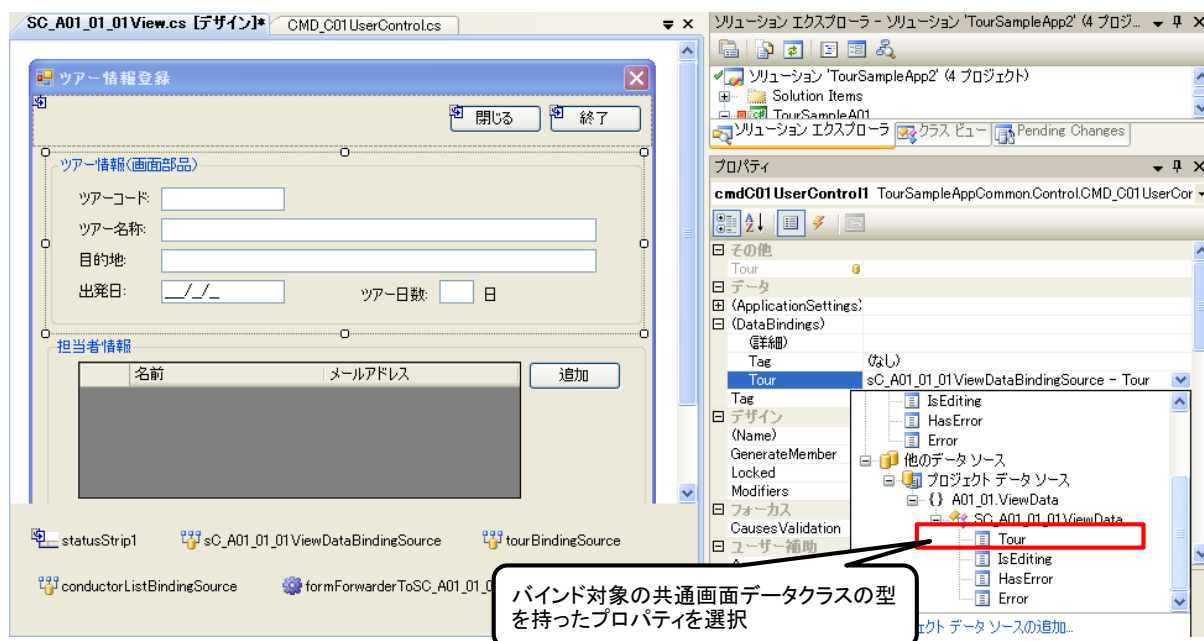 SC_A01_01_01View.cs [デザイン]*
CMD_C01UserControl.cs
ツアー情報登録
閉じる
終了
ツアー情報(画面部品)
ツアーコード:
ツアー名称:
目的地:
出発日:
__/_/_
ツアー日数:
日
担当者情報
名前
メールアドレス
追加
statusStrip1
sC_A01_01_01ViewDataBindingSource
tourBindingSource
conductorListBindingSource
formForwarderToSC_A01_01_0
ソリューション エクスプローラ - ソリューション 'TourSampleApp2' (4 プロジ...
ソリューション 'TourSampleApp2' (4 プロジェクト)
Solution Items
TourSampleA01
ソリューション エクスプローラ
クラス ビュー
Pending Changes
プロパティ
cmdC01UserControl1 TourSampleAppCommon.Control.CMD_C01UserCor
その他
Tour
データ
(ApplicationSettings)
(DataBindings)
(詳細)
Tag (なし)
Tour sC_A01_01_01ViewDataBindingSource - Tour
Tag
デザイン
(Name)
GenerateMember
Locked
Modifiers
フォーカス
CausesValidation
ユーザー補助
IsEditing
HasError
Error
他のデータ ソース
プロジェクト データ ソース
{} A01_01.ViewData
SC_A01_01_01ViewData
Tour
IsEditing
HasError
Error
ェクト データ ソースの追加...
バインド対象の共通画面データクラスの型
を持ったプロパティを選択